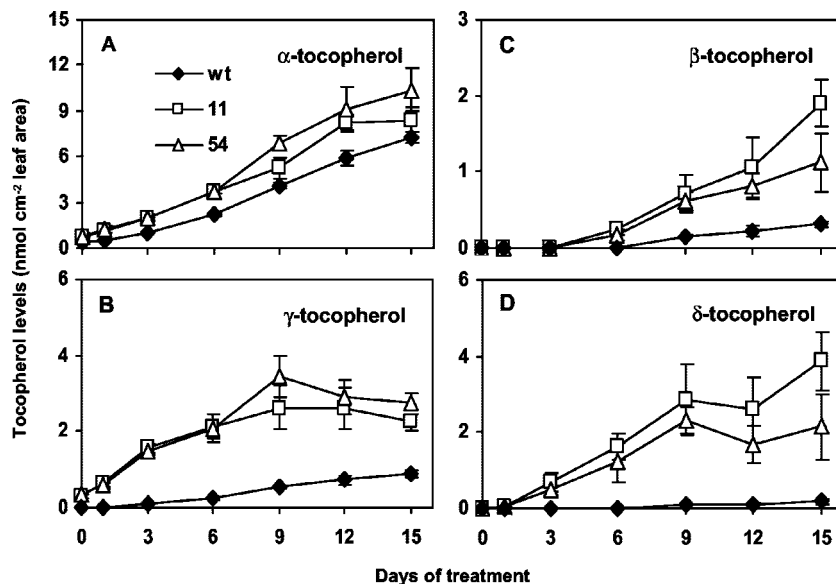 A
α-tocopherol
wt
11
54
15
12
9
6
3
0
C
β-tocopherol
3
2
1
0
B
γ-tocopherol
6
4
2
0
0 3 6 9 12 15
D
δ-tocopherol
6
4
2
0
0 3 6 9 12 15
Tocopherol levels (nmol cm⁻² leaf area)
Days of treatment